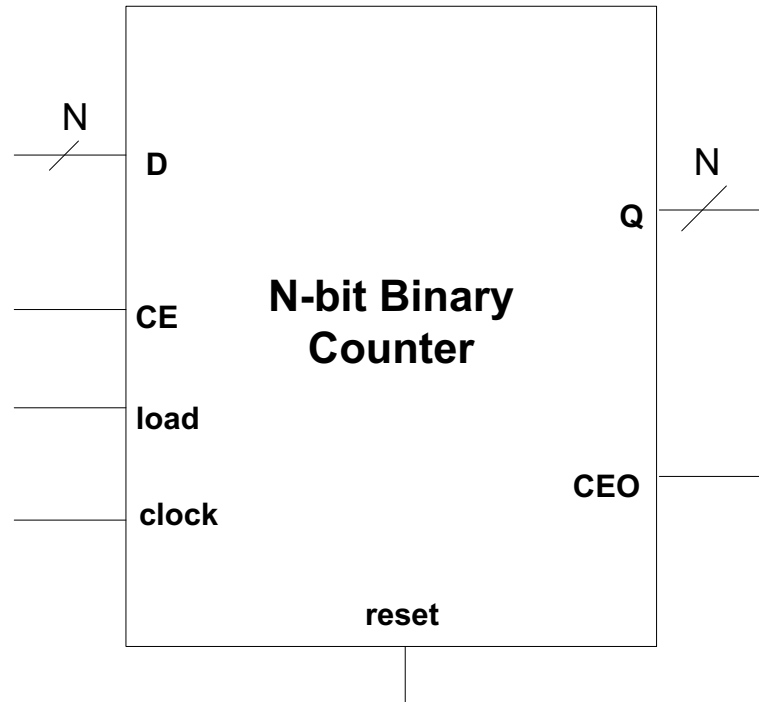 N
D
N
Q
N-bit Binary
Counter
CE
load
CEO
clock
reset